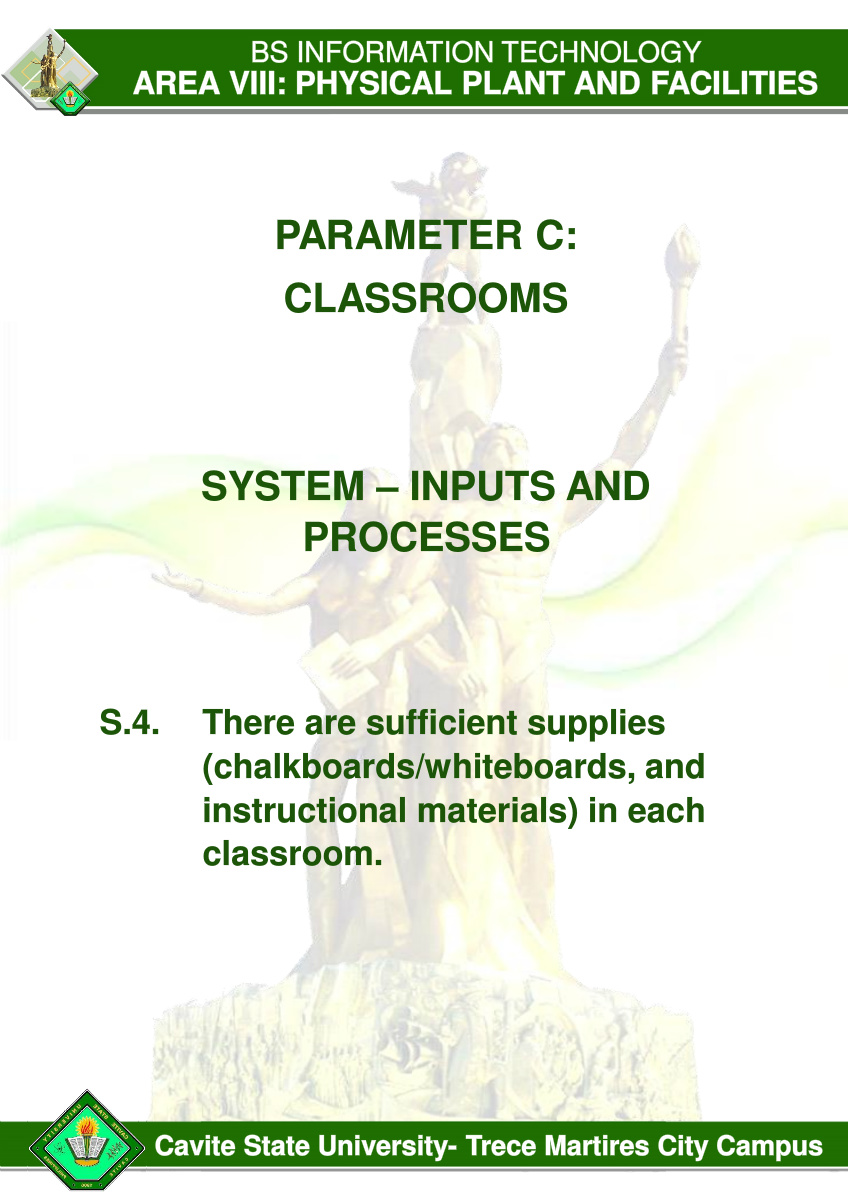 BS INFORMATION TECHNOLOGY
AREA VIII: PHYSICAL PLANT AND FACILITIES
PARAMETER C:
CLASSROOMS
SYSTEM – INPUTS AND
PROCESSES
S.4. There are sufficient supplies
(chalkboards/whiteboards, and
instructional materials) in each
classroom.
Cavite State University- Trece Martires City Campus